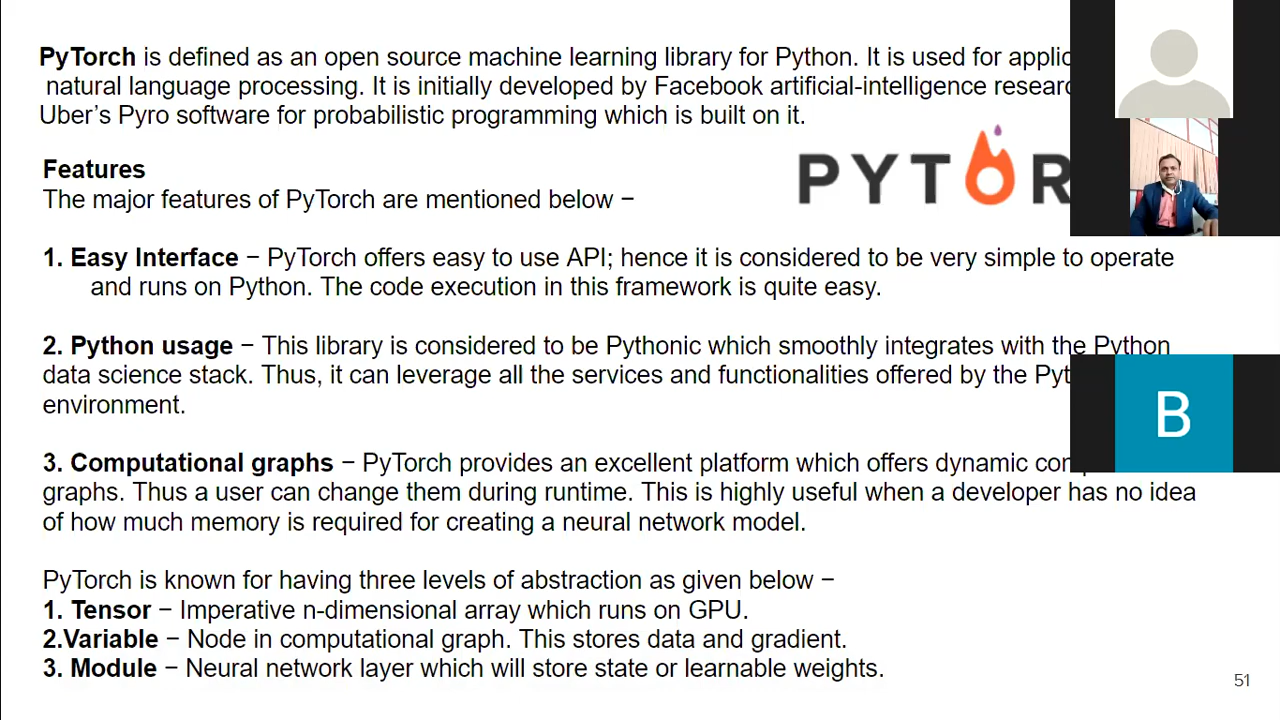 PyTorch is defined as an open source machine learning library for Python. It is used for applic
natural language processing. It is initially developed by Facebook artificial-intelligence researc
Uber's Pyro software for probabilistic programming which is built on it.
PYTOR
Features
The major features of PyTorch are mentioned below −
1. Easy Interface − PyTorch offers easy to use API; hence it is considered to be very simple to operate
and runs on Python. The code execution in this framework is quite easy.
2. Python usage − This library is considered to be Pythonic which smoothly integrates with the Python
data science stack. Thus, it can leverage all the services and functionalities offered by the Pyt
environment.
B
3. Computational graphs − PyTorch provides an excellent platform which offers dynamic com
graphs. Thus a user can change them during runtime. This is highly useful when a developer has no idea
of how much memory is required for creating a neural network model.
PyTorch is known for having three levels of abstraction as given below −
1. Tensor − Imperative n-dimensional array which runs on GPU.
2.Variable − Node in computational graph. This stores data and gradient.
3. Module − Neural network layer which will store state or learnable weights.
51